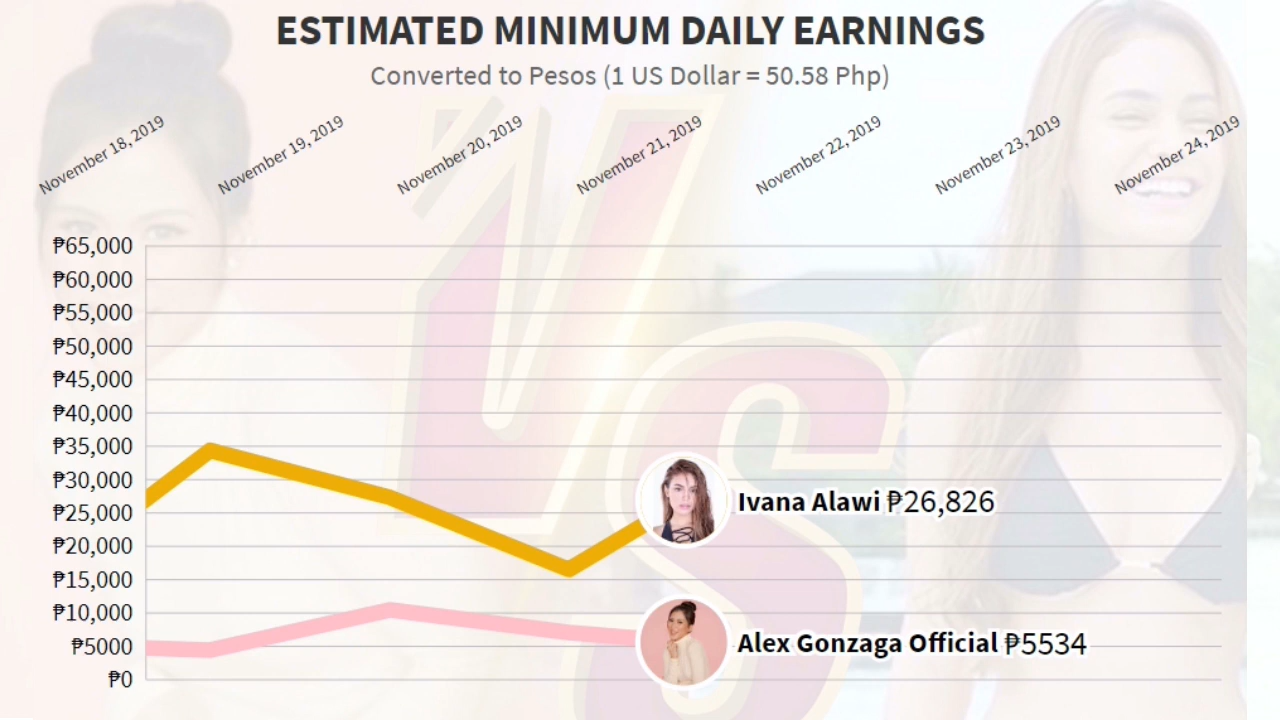 ESTIMATED MINIMUM DAILY EARNINGS
Converted to Pesos (1 US Dollar = 50.58 Php)
November 18, 2019
November 19, 2019
November 20, 2019
November 21, 2019
November 22, 2019
November 23, 2019
November 24, 2019
₱65,000
₱60,000
₱55,000
₱50,000
₱45,000
₱40,000
₱35,000
₱30,000
₱25,000
₱20,000
₱15,000
₱10,000
₱5000
₱0
Ivana Alawi ₱26,826
Alex Gonzaga Official ₱5534
VS